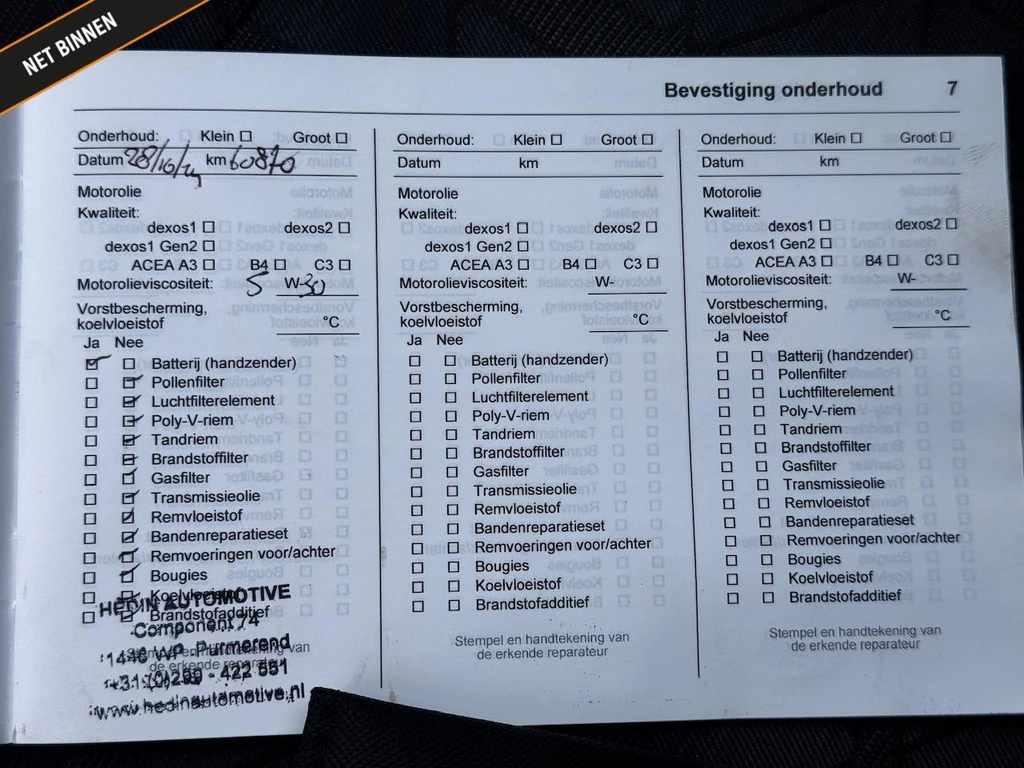 NET BINNEN
Bevestiging onderhoud 7
Onderhoud: Klein ☐ Groot ☐
Datum 28/10/ km 60870
Motorolie
Kwaliteit:
dexos1 ☐ dexos2 ☐
dexos1 Gen2 ☐
ACEA A3 ☐ B4 ☐ C3 ☐
Motorolieviscositeit: 5 W-30
Vorstbescherming,
koelvloeistof °C
Ja Nee
☑ ☐ Batterij (handzender)
☐ ☑ Pollenfilter
☐ ☑ Luchtfilterelement
☐ ☑ Poly-V-riem
☐ ☑ Tandriem
☐ ☑ Brandstoffilter
☐ ☑ Gasfilter
☐ ☑ Transmissieolie
☐ ☑ Remvloeistof
☐ ☑ Bandenreparatieset
☐ ☑ Remvoeringen voor/achter
☐ ☑ Bougies
☐ ☑ Koelvloeistof
☐ ☑ Brandstofadditief
Stempel en handtekening van
de erkende reparateur
HEDIN AUTOMOTIVE
Component 74
1446 WP Purmerend
+31(0)299 - 422 551
www.hedinautomotive.nl
Onderhoud: ☐ Klein ☐ Groot ☐
Datum km
Motorolie
Kwaliteit:
dexos1 ☐ dexos2 ☐
dexos1 Gen2 ☐
ACEA A3 ☐ B4 ☐ C3 ☐
Motorolieviscositeit: W-
Vorstbescherming,
koelvloeistof °C
Ja Nee
☐ ☐ Batterij (handzender)
☐ ☐ Pollenfilter
☐ ☐ Luchtfilterelement
☐ ☐ Poly-V-riem
☐ ☐ Tandriem
☐ ☐ Brandstoffilter
☐ ☐ Gasfilter
☐ ☐ Transmissieolie
☐ ☐ Remvloeistof
☐ ☐ Bandenreparatieset
☐ ☐ Remvoeringen voor/achter
☐ ☐ Bougies
☐ ☐ Koelvloeistof
☐ ☐ Brandstofadditief
Stempel en handtekening van
de erkende reparateur
Onderhoud: Klein ☐ Groot ☐
Datum km
Motorolie
Kwaliteit:
dexos1 ☐ dexos2 ☐
dexos1 Gen2 ☐
ACEA A3 ☐ B4 ☐ C3 ☐
Motorolieviscositeit: W-
Vorstbescherming,
koelvloeistof °C
Ja Nee
☐ ☐ Batterij (handzender)
☐ ☐ Pollenfilter
☐ ☐ Luchtfilterelement
☐ ☐ Poly-V-riem
☐ ☐ Tandriem
☐ ☐ Brandstoffilter
☐ ☐ Gasfilter
☐ ☐ Transmissieolie
☐ ☐ Remvloeistof
☐ ☐ Bandenreparatieset
☐ ☐ Remvoeringen voor/achter
☐ ☐ Bougies
☐ ☐ Koelvloeistof
☐ ☐ Brandstofadditief
Stempel en handtekening van
de erkende reparateur